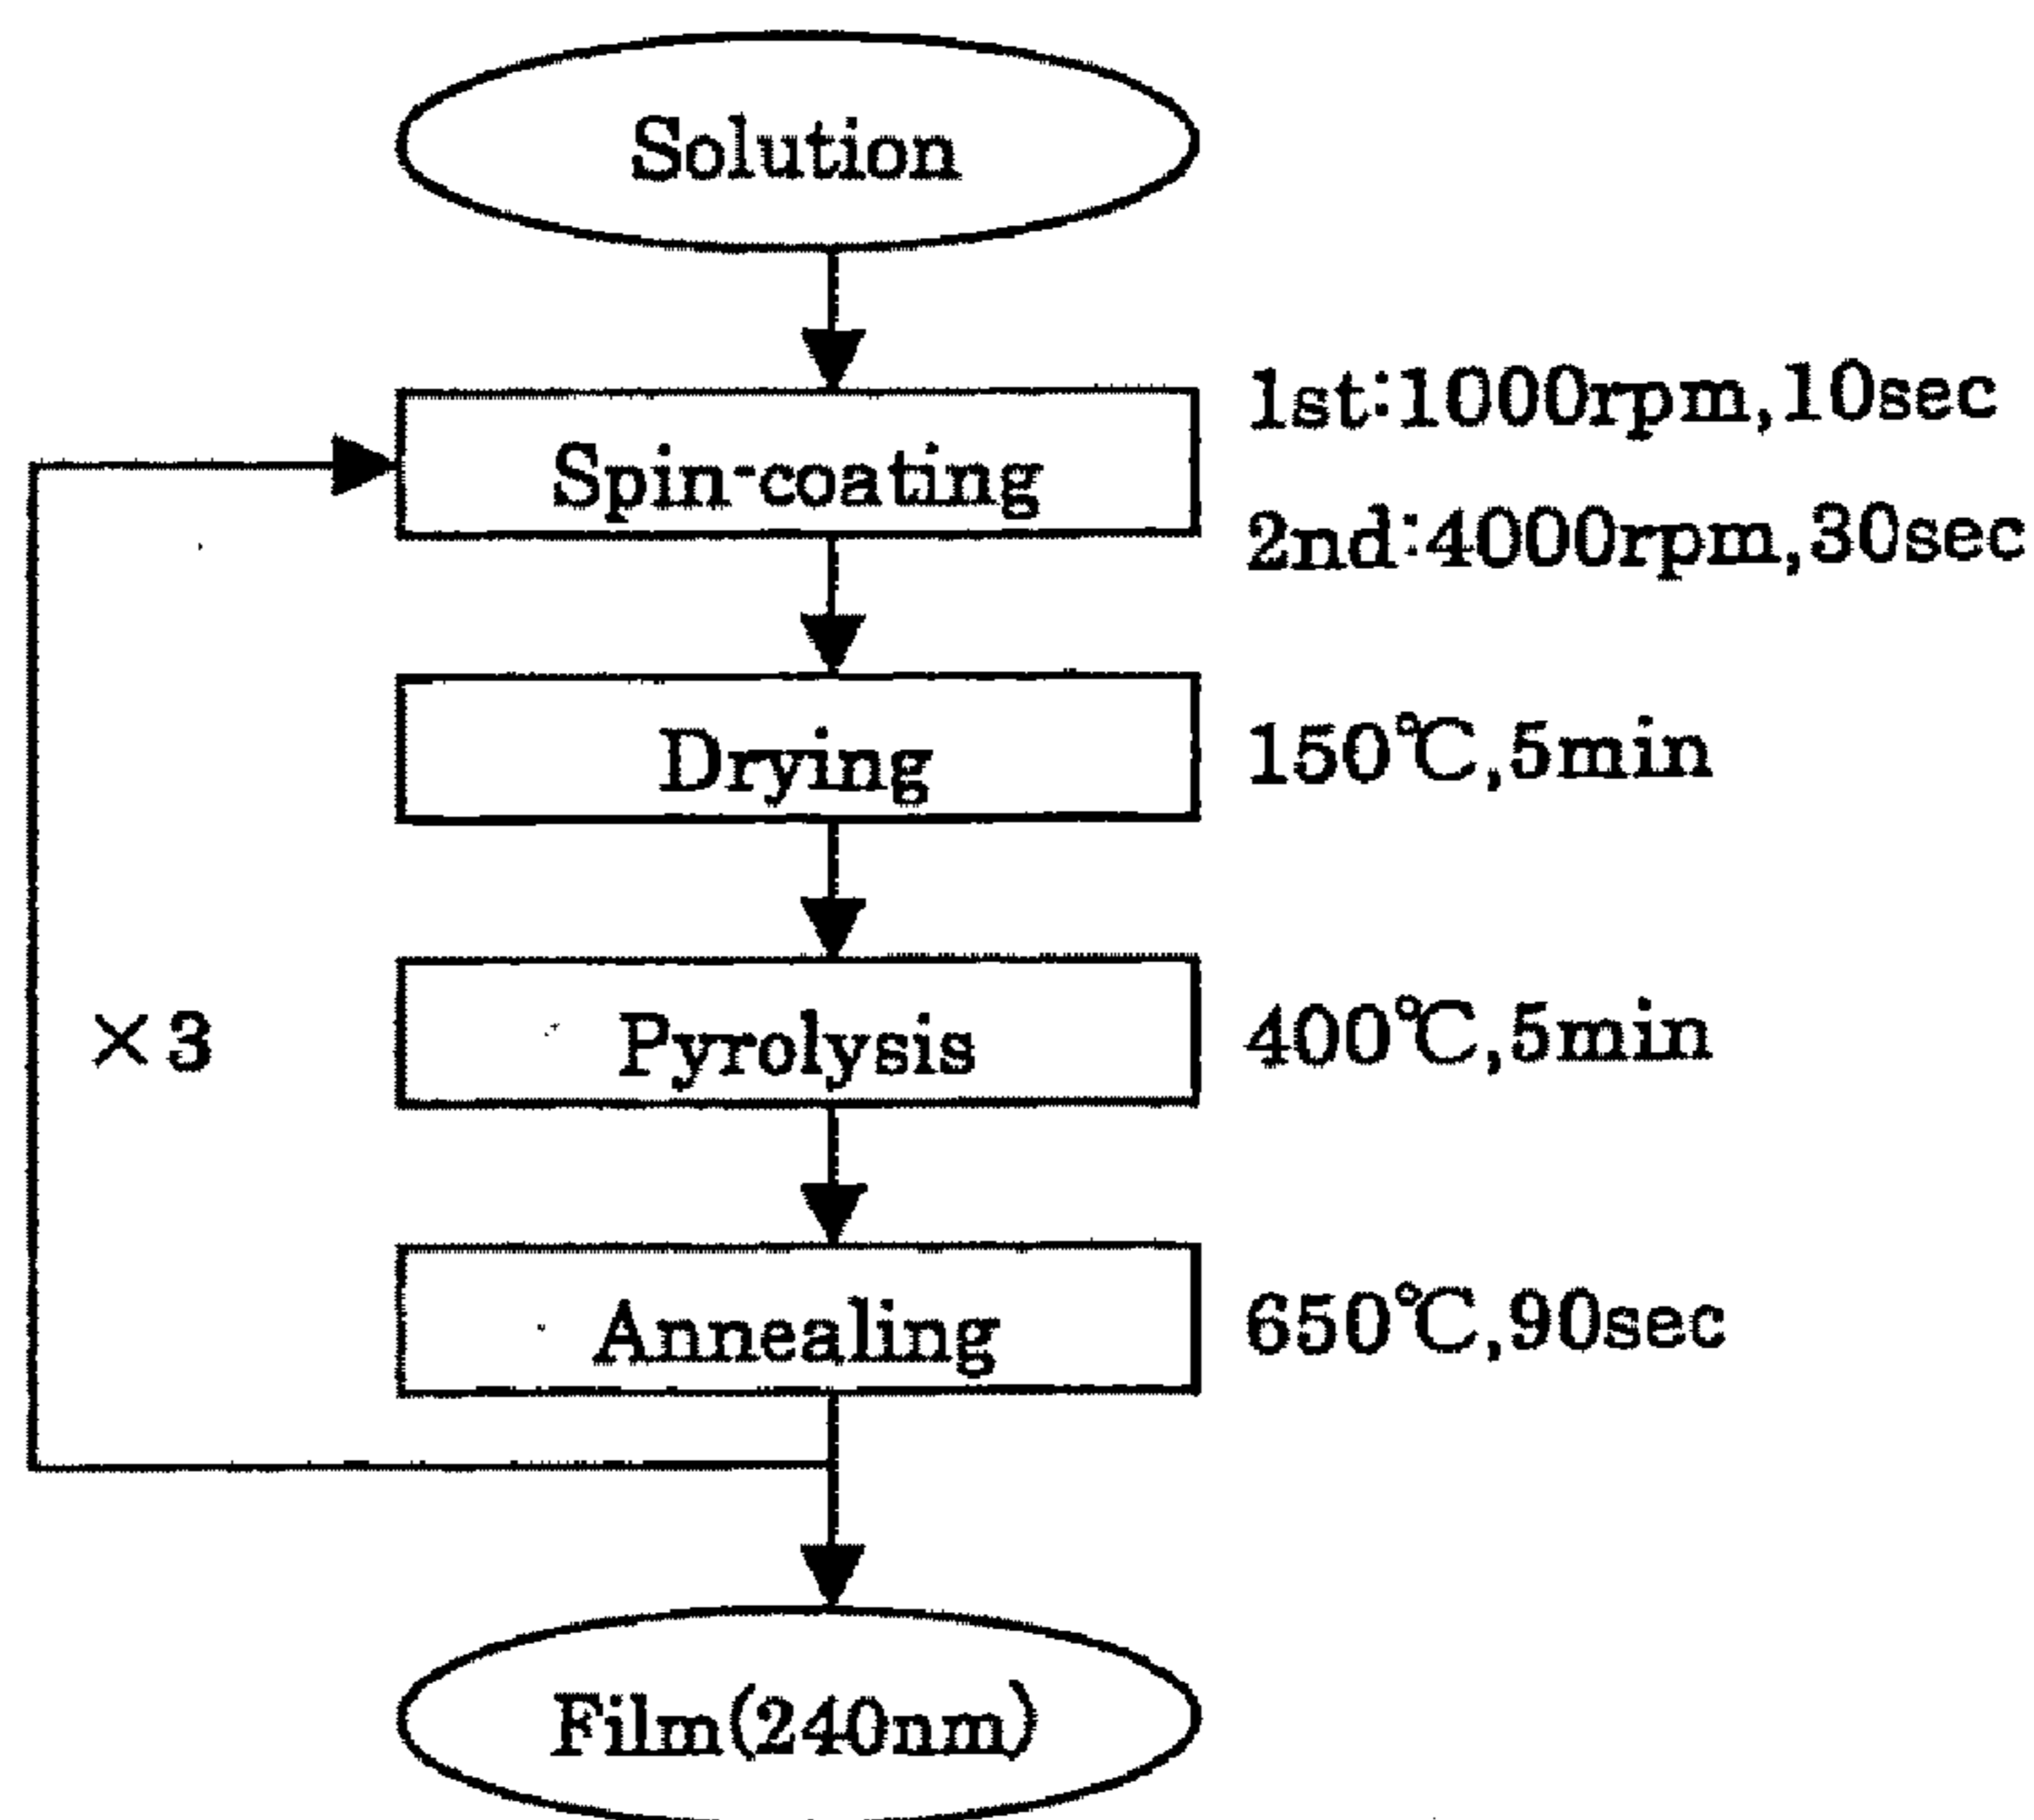 Solution
Spin-coating
1st:1000rpm,10sec
2nd:4000rpm,30sec
Drying
150℃,5min
×3
Pyrolysis
400℃,5min
Annealing
650℃,90sec
Film(240nm)